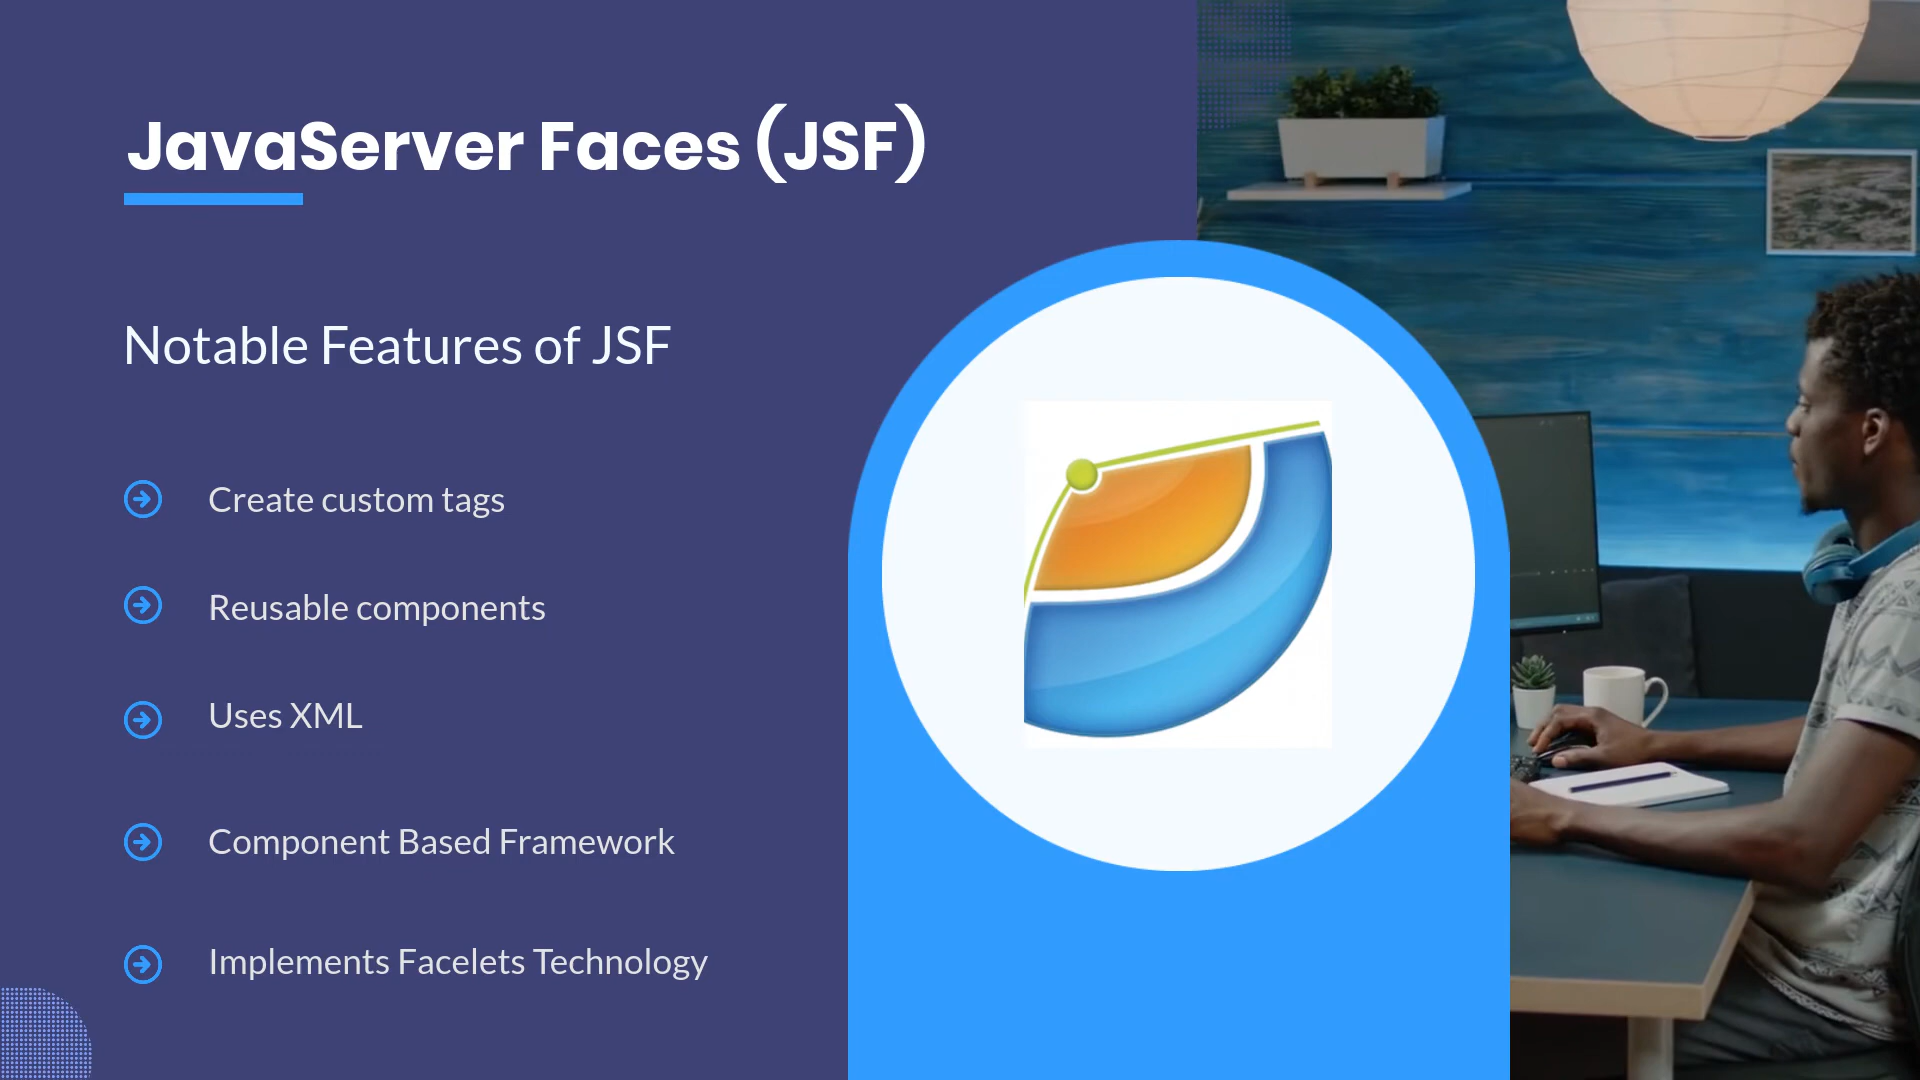 JavaServer Faces (JSF)
Notable Features of JSF
Create custom tags
Reusable components
Uses XML
Component Based Framework
Implements Facelets Technology